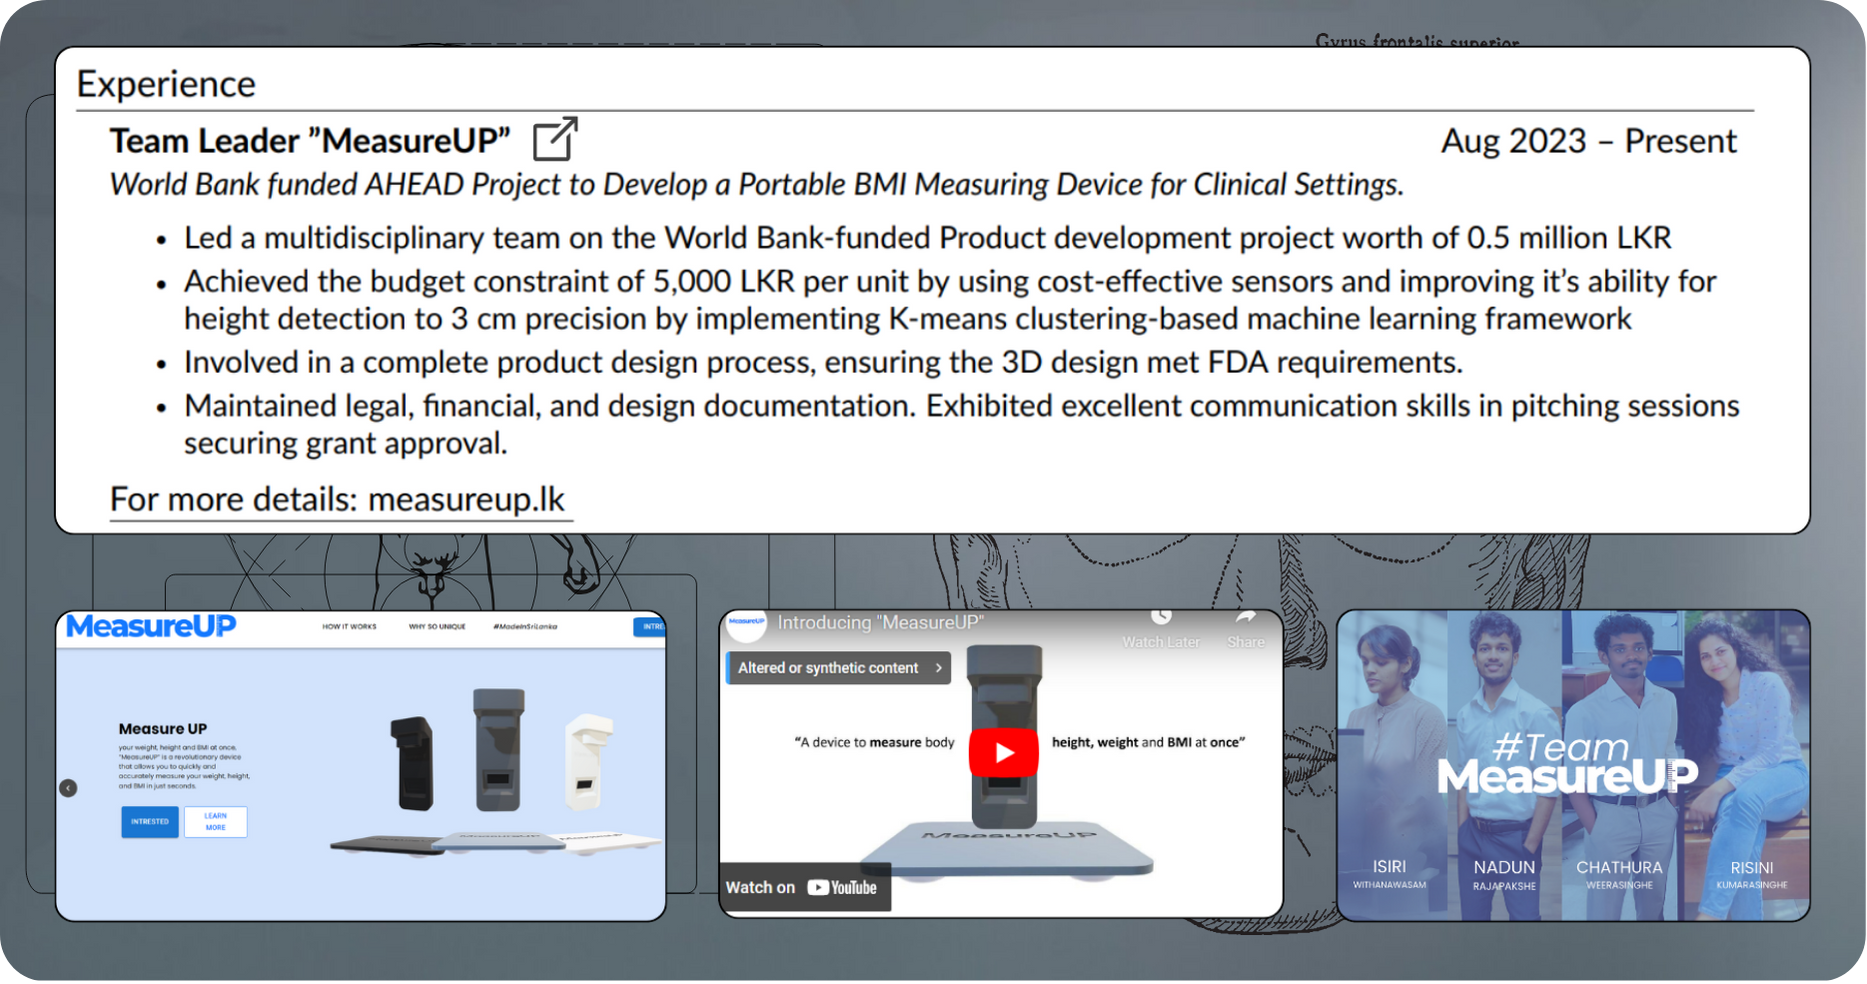 Gyrus frontalis superior
Experience
Team Leader ”MeasureUP”
Aug 2023 – Present
World Bank funded AHEAD Project to Develop a Portable BMI Measuring Device for Clinical Settings.
• Led a multidisciplinary team on the World Bank-funded Product development project worth of 0.5 million LKR
• Achieved the budget constraint of 5,000 LKR per unit by using cost-effective sensors and improving it’s ability for
height detection to 3 cm precision by implementing K-means clustering-based machine learning framework
• Involved in a complete product design process, ensuring the 3D design met FDA requirements.
• Maintained legal, financial, and design documentation. Exhibited excellent communication skills in pitching sessions
securing grant approval.
For more details: measureup.lk
MeasureUP
HOW IT WORKS
WHY SO UNIQUE
#MadeInSriLanka
INTRE
Measure UP
your weight, height and BMI at once.
"MeasureUP" is a revolutionary device
that allows you to quickly and
accurately measure your weight, height,
and BMI in just seconds.
INTRESTED
LEARN
MORE
MeasureUP
Introducing "MeasureUP"
Watch Later
Share
Altered or synthetic content
“A device to measure body height, weight and BMI at once”
MeasureUP
Watch on YouTube
#Team
MeasureUP
ISIRI
WITHANAWASAM
NADUN
RAJAPAKSHE
CHATHURA
WEERASINGHE
RISINI
KUMARASINGHE